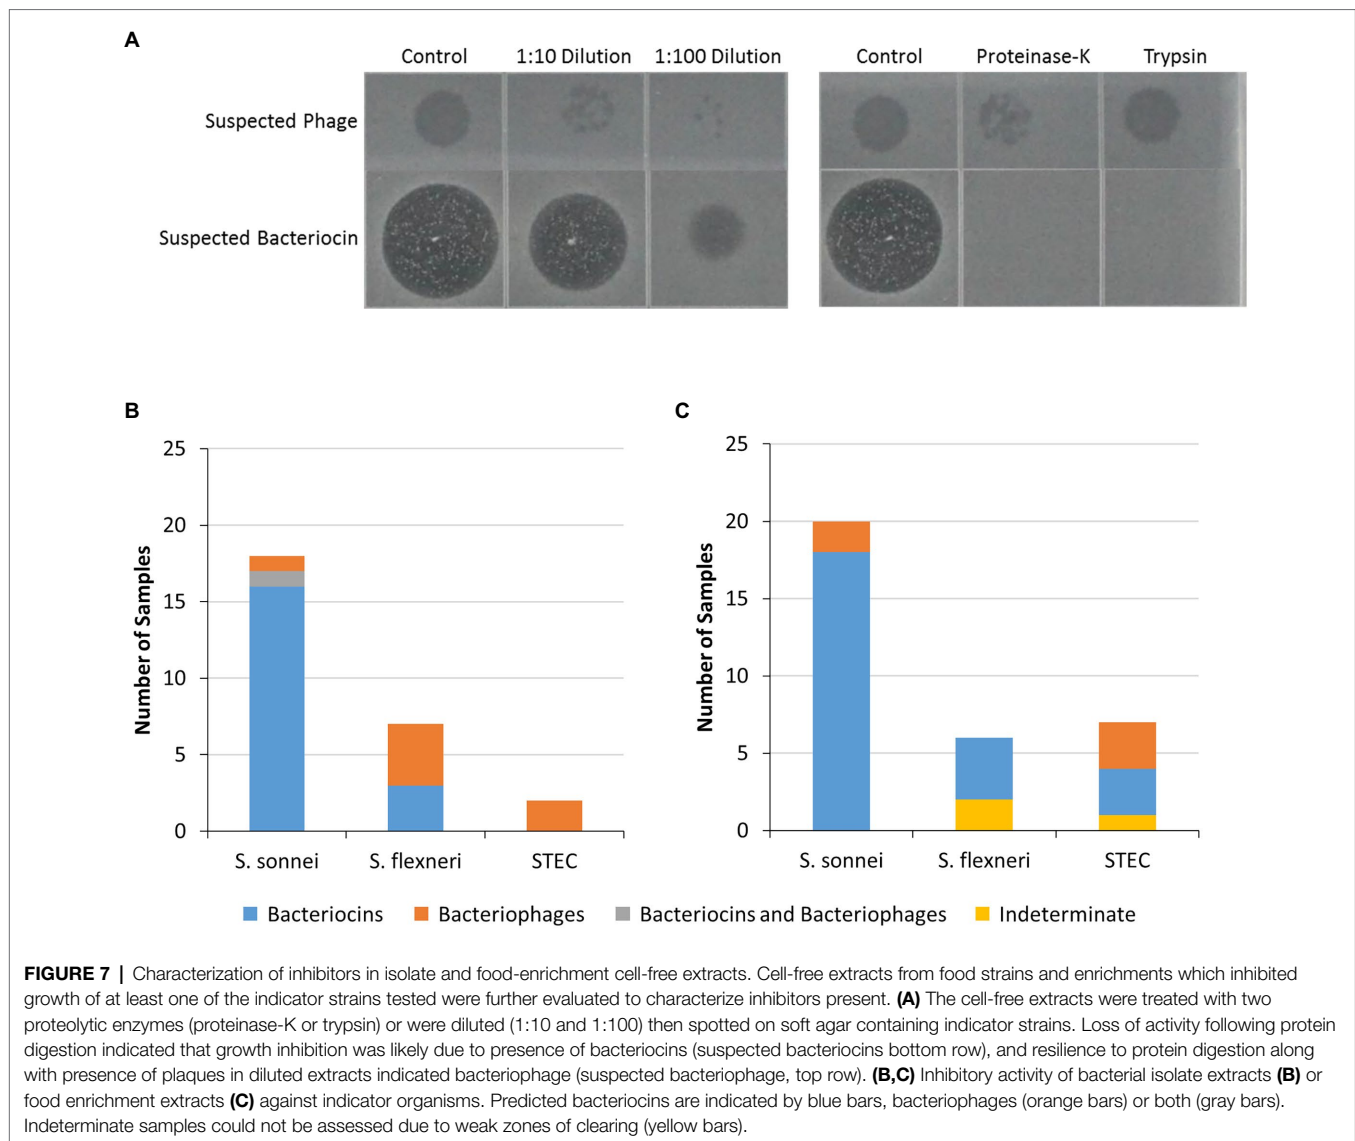 A
Control 1:10 Dilution 1:100 Dilution Control Proteinase-K Trypsin
Suspected Phage
Suspected Bacteriocin
B
25
20
15
10
5
0
Number of Samples
S. sonnei S. flexneri STEC
C
25
20
15
10
5
0
Number of Samples
S. sonnei S. flexneri STEC
Bacteriocins Bacteriophages Bacteriocins and Bacteriophages Indeterminate
FIGURE 7 | Characterization of inhibitors in isolate and food-enrichment cell-free extracts. Cell-free extracts from food strains and enrichments which inhibited
growth of at least one of the indicator strains tested were further evaluated to characterize inhibitors present. (A) The cell-free extracts were treated with two
proteolytic enzymes (proteinase-K or trypsin) or were diluted (1:10 and 1:100) then spotted on soft agar containing indicator strains. Loss of activity following protein
digestion indicated that growth inhibition was likely due to presence of bacteriocins (suspected bacteriocins bottom row), and resilience to protein digestion along
with presence of plaques in diluted extracts indicated bacteriophage (suspected bacteriophage, top row). (B,C) Inhibitory activity of bacterial isolate extracts (B) or
food enrichment extracts (C) against indicator organisms. Predicted bacteriocins are indicated by blue bars, bacteriophages (orange bars) or both (gray bars).
Indeterminate samples could not be assessed due to weak zones of clearing (yellow bars).